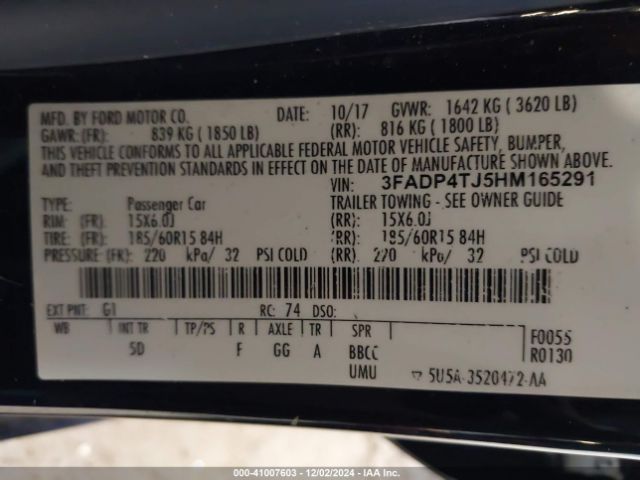 MFD. BY FORD MOTOR CO. DATE: 10/17 GVWR: 1642 KG ( 3620 LB)
GAWR: (FR): 839 KG ( 1850 LB) (RR): 816 KG ( 1800 LB)
THIS VEHICLE CONFORMS TO ALL APPLICABLE FEDERAL MOTOR VEHICLE SAFETY, BUMPER,
AND THEFT PREVENTION STANDARDS IN EFFECT ON THE DATE OF MANUFACTURE SHOWN ABOVE.
VIN: 3FADP4TJ5HM165291
TYPE: Passenger Car TRAILER TOWING - SEE OWNER GUIDE
RIM: (FR) 15X6.0J (RR): 15X6.0J
TIRE: (FR) 185/60R15 84H (RR): 185/60R15 84H
PRESSURE: (FR) 220 kPa/ 32 PSI COLD (RR): 220 kPa/ 32 PSI COLD
EXT PNT: G1 RC: 74 DSO:
WB INT TR TP/PS R AXLE TR SPR F0055
5D F GG A BBCC R0130
UMU 5U5A-3520472-AA
000-41007603 - 12/02/2024 - IAA Inc.